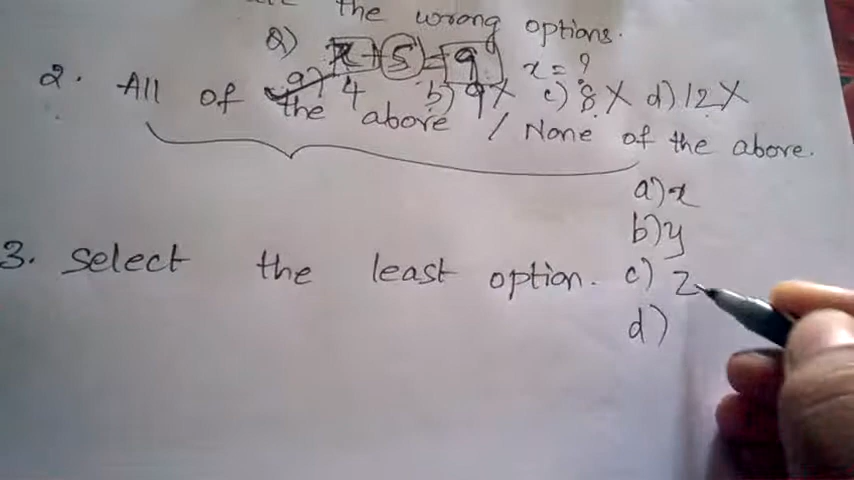 the wrong options.
Q) x + 5 = 9 x = ?
a) 4 b) 9 X c) 8 X d) 12 X
2. All of the above / None of the above.
a) x
b) y
3. select the least option. c) z
d)